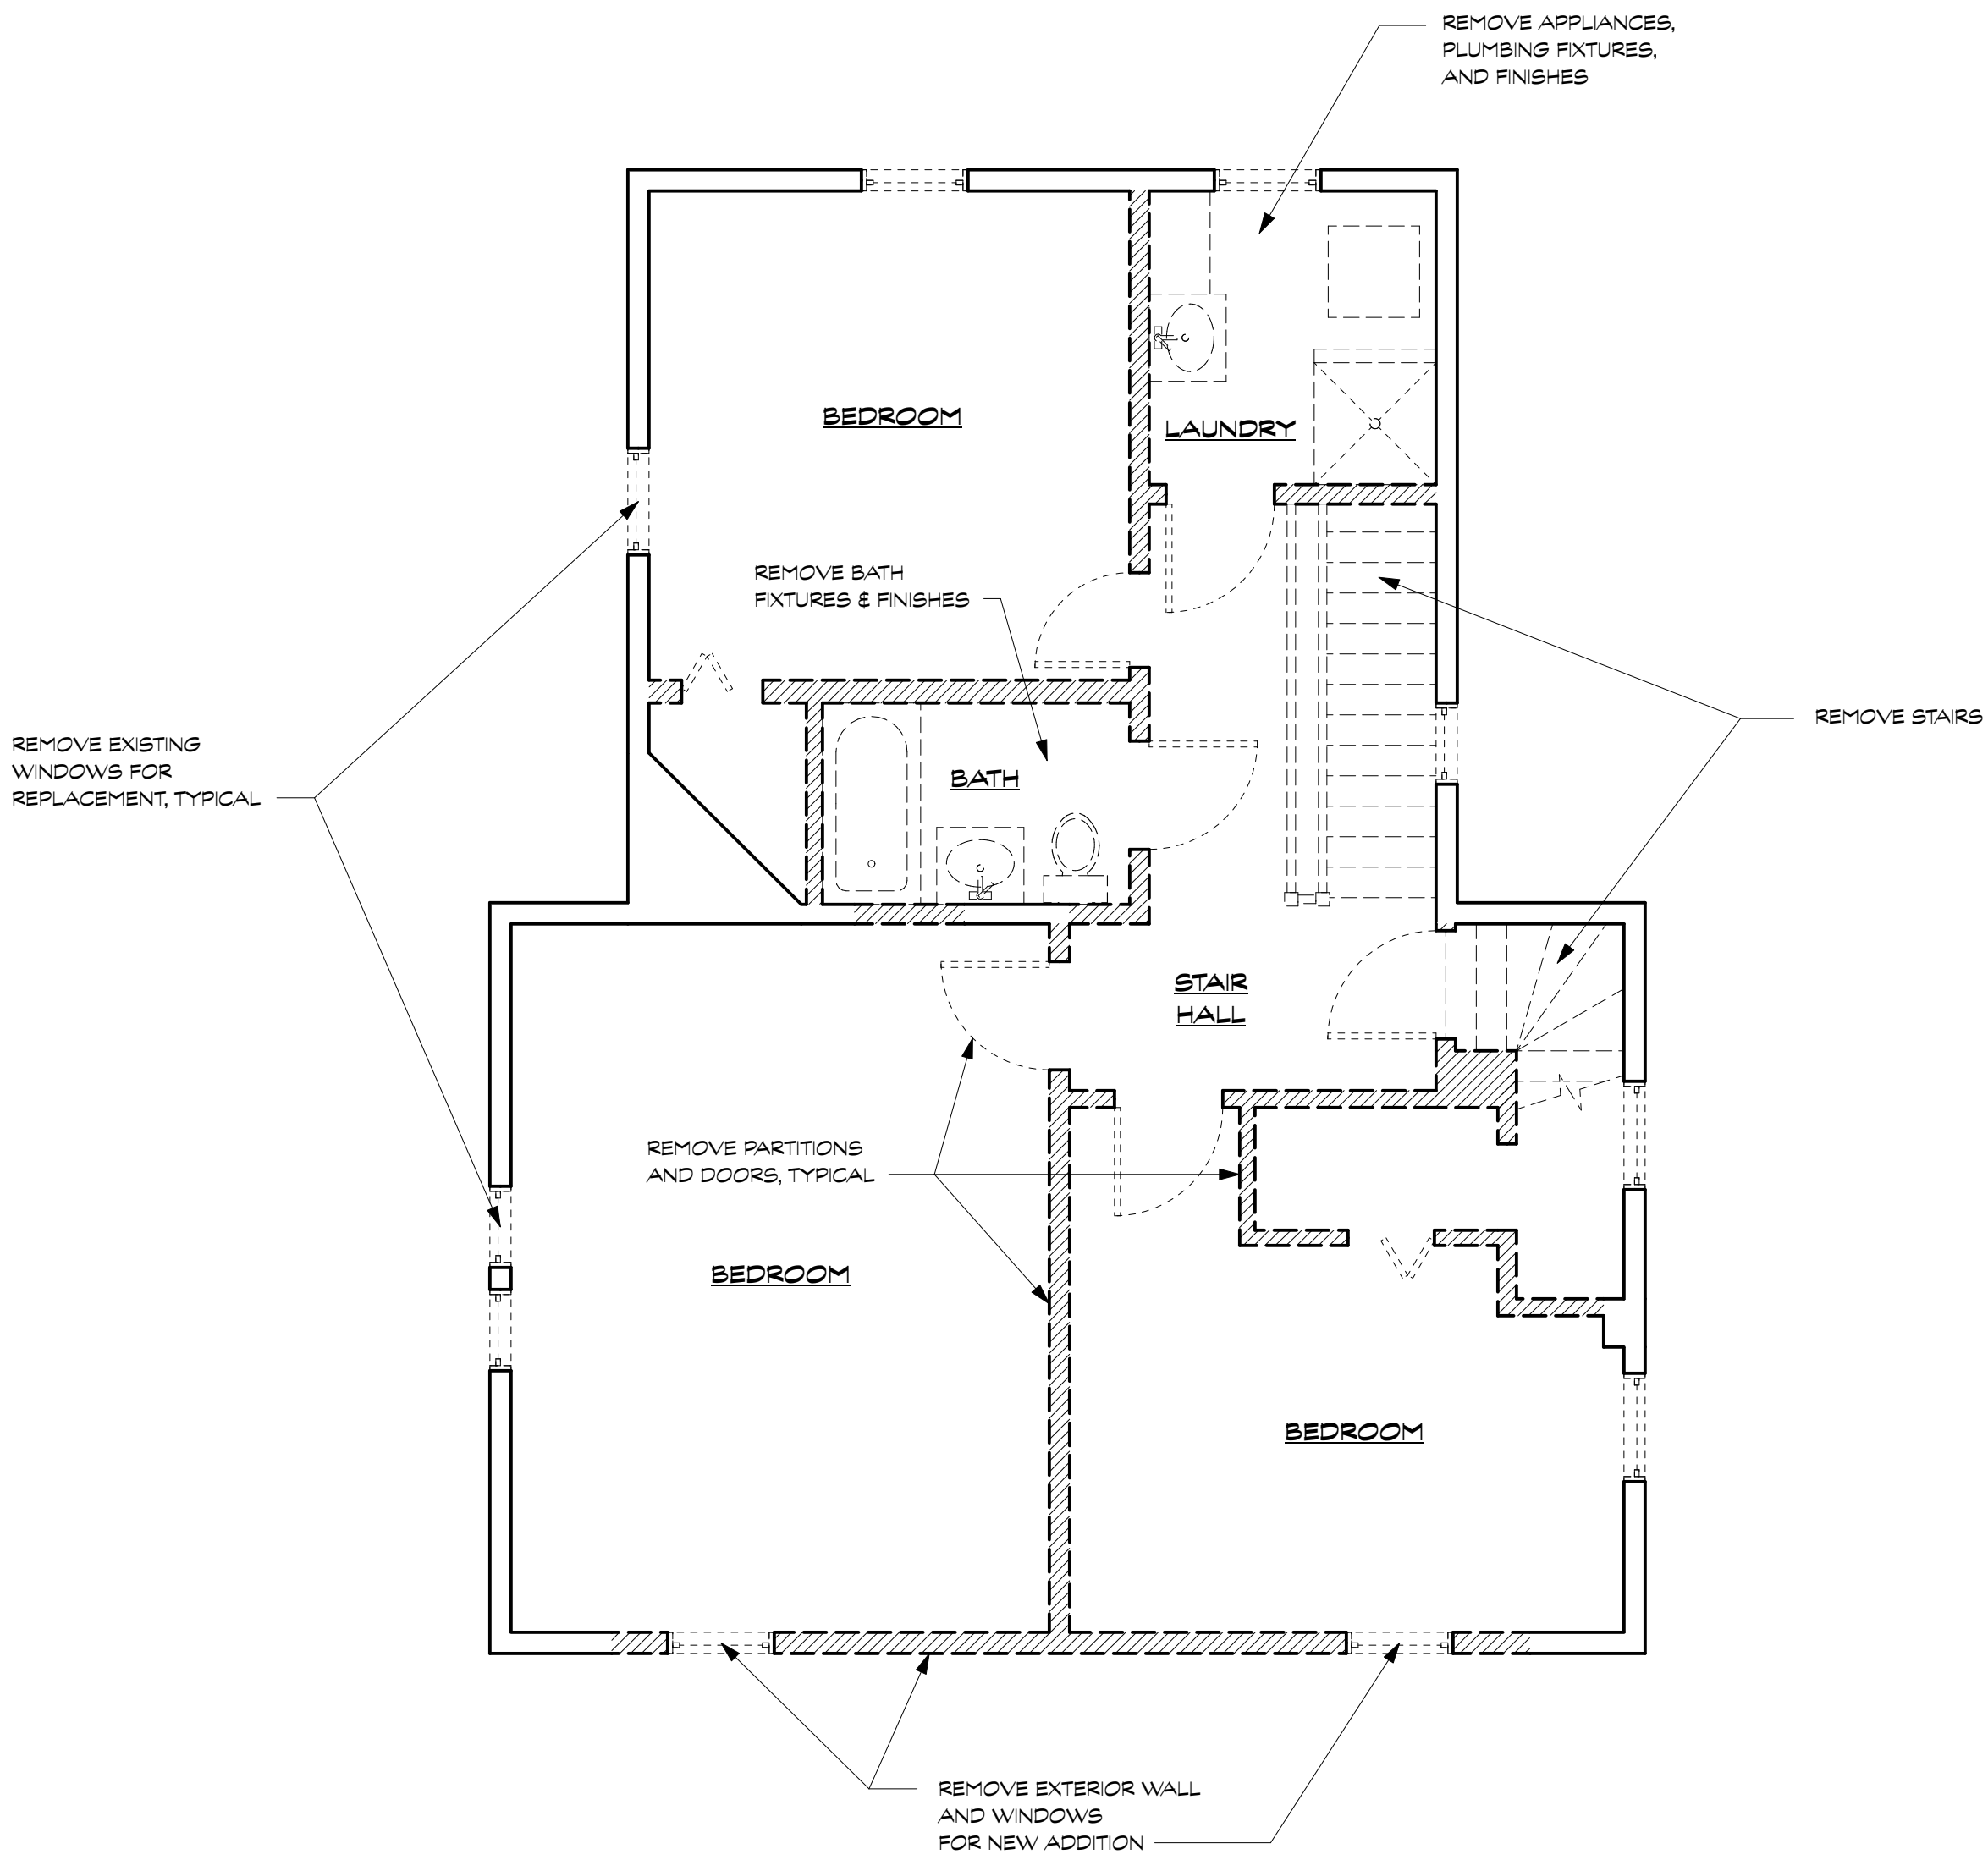 REMOVE APPLIANCES,
PLUMBING FIXTURES,
AND FINISHES
BEDROOM
LAUNDRY
REMOVE BATH
FIXTURES & FINISHES
REMOVE STAIRS
REMOVE EXISTING
WINDOWS FOR
REPLACEMENT, TYPICAL
BATH
STAIR
HALL
REMOVE PARTITIONS
AND DOORS, TYPICAL
BEDROOM
BEDROOM
REMOVE EXTERIOR WALL
AND WINDOWS
FOR NEW ADDITION